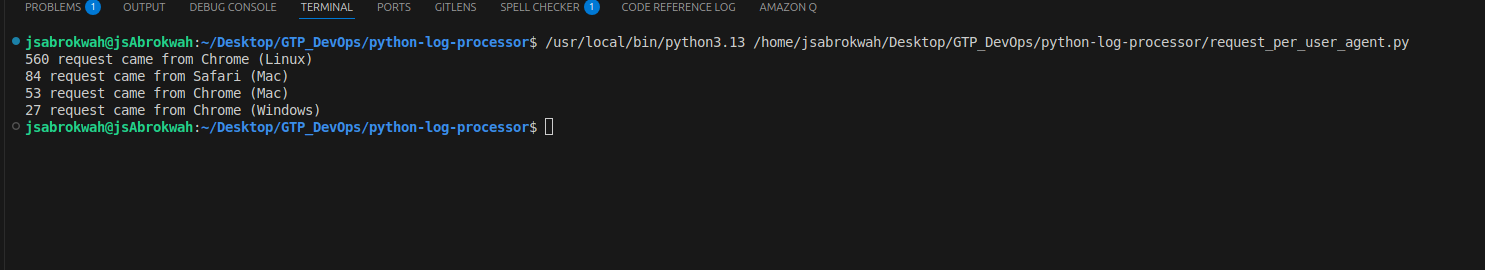 PROBLEMS 1 OUTPUT DEBUG CONSOLE TERMINAL PORTS GITLENS SPELL CHECKER 1 CODE REFERENCE LOG AMAZON Q
jsabrokwah@jsAbrokwah:~/Desktop/GTP_DevOps/python-log-processor$ /usr/local/bin/python3.13 /home/jsabrokwah/Desktop/GTP_DevOps/python-log-processor/request_per_user_agent.py
560 request came from Chrome (Linux)
84 request came from Safari (Mac)
53 request came from Chrome (Mac)
27 request came from Chrome (Windows)
jsabrokwah@jsAbrokwah:~/Desktop/GTP_DevOps/python-log-processor$